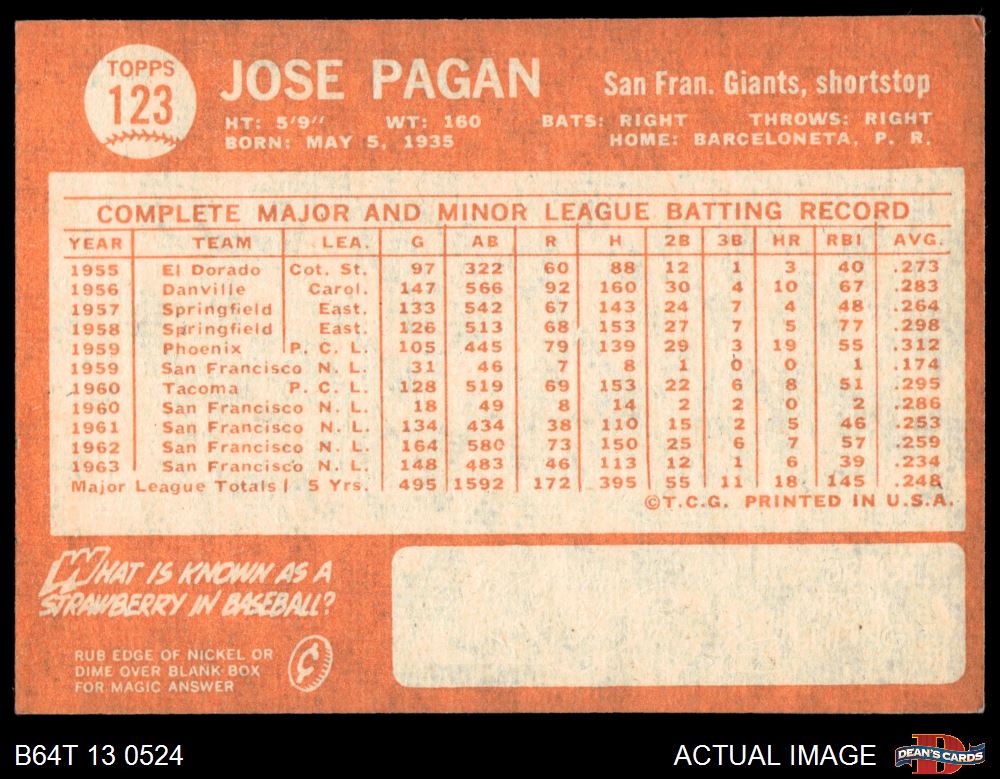 TOPPS
123
JOSE PAGAN
San Fran. Giants, shortstop
HT: 5'9" WT: 160 BATS: RIGHT THROWS: RIGHT
BORN: MAY 5, 1935 HOME: BARCELONETA, P. R.
COMPLETE MAJOR AND MINOR LEAGUE BATTING RECORD
YEAR TEAM LEA. G AB R H 2B 3B HR RBI AVG.
1955 El Dorado Cot. St. 97 322 60 88 12 1 3 40 .273
1956 Danville Carol. 147 566 92 160 30 4 10 67 .283
1957 Springfield East. 133 542 67 143 24 7 4 48 .264
1958 Springfield East. 126 513 68 153 27 7 5 77 .298
1959 Phoenix P. C. L. 105 445 79 139 29 3 19 55 .312
1959 San Francisco N. L. 31 46 7 8 1 0 0 1 .174
1960 Tacoma P. C. L. 128 519 69 153 22 6 8 51 .295
1960 San Francisco N. L. 18 49 8 14 2 2 0 2 .286
1961 San Francisco N. L. 134 434 38 110 15 2 5 46 .253
1962 San Francisco N. L. 164 580 73 150 25 6 7 57 .259
1963 San Francisco N. L. 148 483 46 113 12 1 6 39 .234
Major League Totals 5 Yrs. 495 1592 172 395 55 11 18 145 .248
©T.C.G. PRINTED IN U.S.A.
WHAT IS KNOWN AS A
STRAWBERRY IN BASEBALL?
RUB EDGE OF NICKEL OR
DIME OVER BLANK BOX
FOR MAGIC ANSWER
¢
B64T 13 0524
ACTUAL IMAGE
D
DEAN'S CARDS